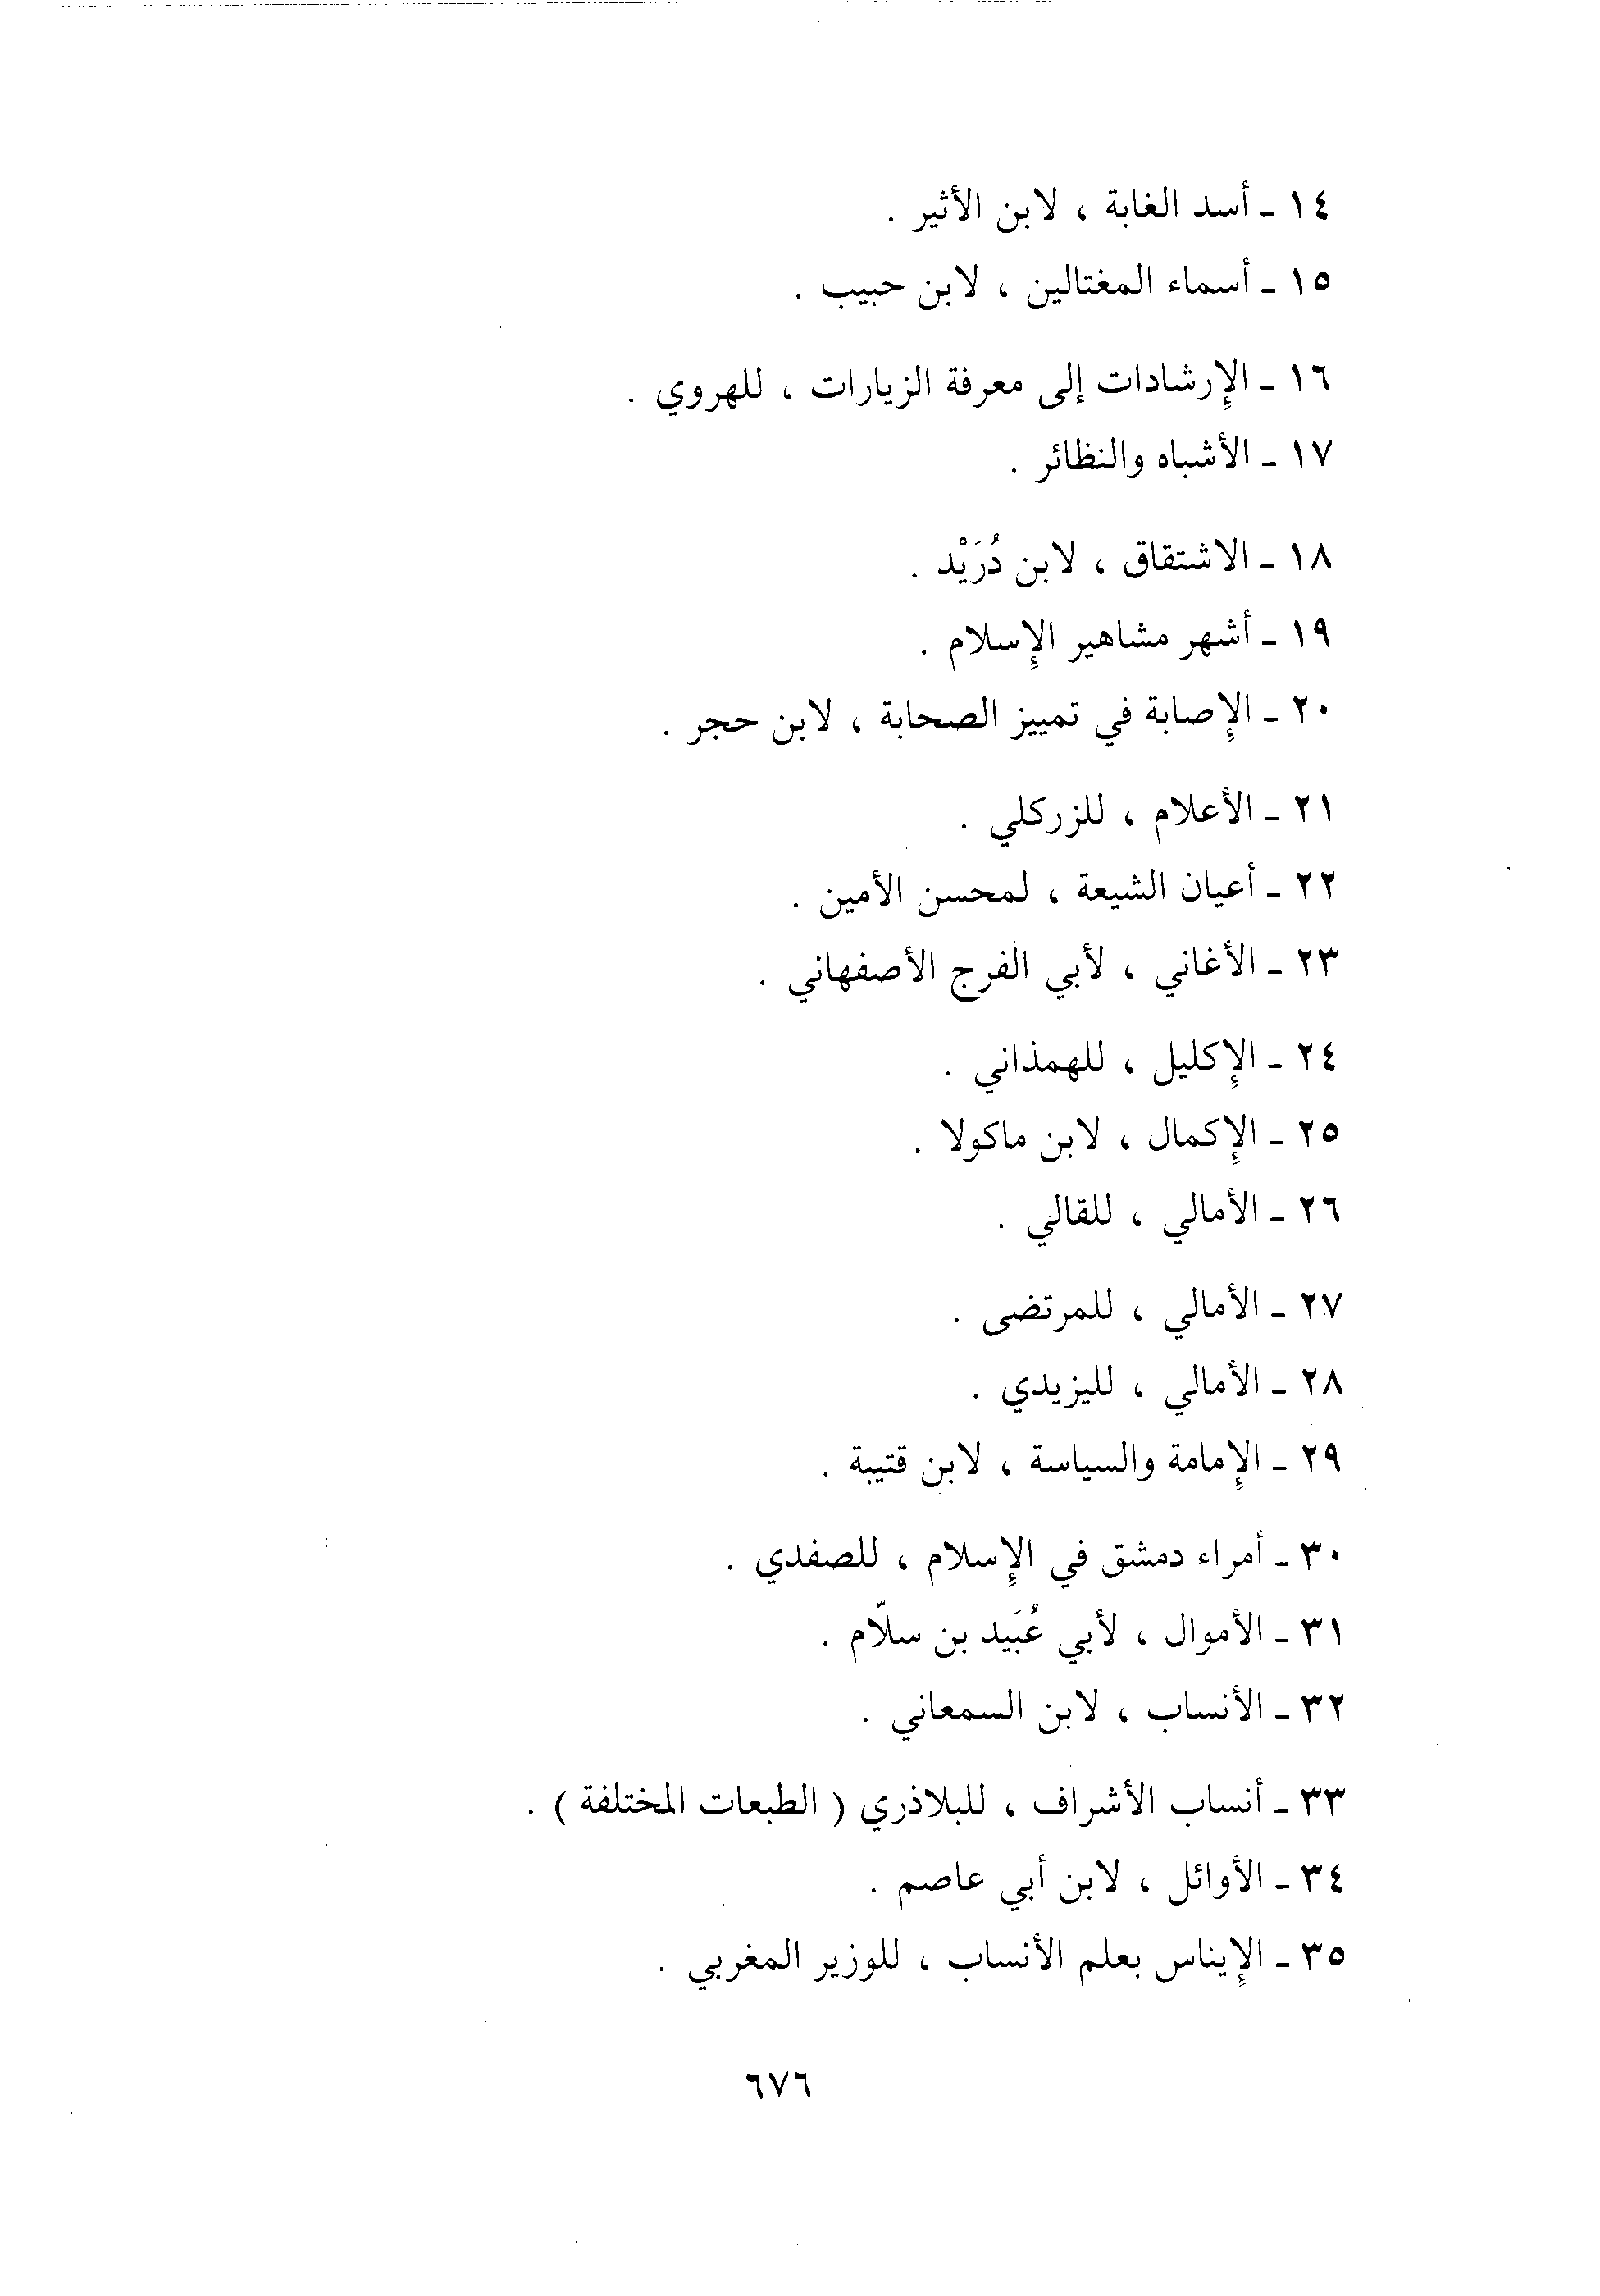 ١٤ ـ أسد الغابة ، لابن الأثير .
١٥ ـ أسماء المغتالين ، لابن حبيب .
١٦ ـ الإرشادات إلى معرفة الزيارات ، للهروي .
١٧ ـ الأشباه والنظائر .
١٨ ـ الاشتقاق ، لابن دُرَيْد .
١٩ ـ أشهر مشاهير الإسلام .
٢٠ ـ الإصابة في تمييز الصحابة ، لابن حجر .
٢١ ـ الأعلام ، للزركلي .
٢٢ ـ أعيان الشيعة ، لمحسن الأمين .
٢٣ ـ الأغاني ، لأبي الفرج الأصفهاني .
٢٤ ـ الإكليل ، للهمذاني .
٢٥ ـ الإكمال ، لابن ماكولا .
٢٦ ـ الأمالي ، للقالي .
٢٧ ـ الأمالي ، للمرتضى .
٢٨ ـ الأمالي ، لليزيدي .
٢٩ ـ الإمامة والسياسة ، لابن قتيبة .
٣٠ ـ أمراء دمشق في الإسلام ، للصفدي .
٣١ ـ الأموال ، لأبي عُبَيد بن سلّام .
٣٢ ـ الأنساب ، لابن السمعاني .
٣٣ ـ أنساب الأشراف ، للبلاذري ( الطبعات المختلفة ) .
٣٤ ـ الأوائل ، لابن أبي عاصم .
٣٥ ـ الإيناس بعلم الأنساب ، للوزير المغربي .
٦٧٦